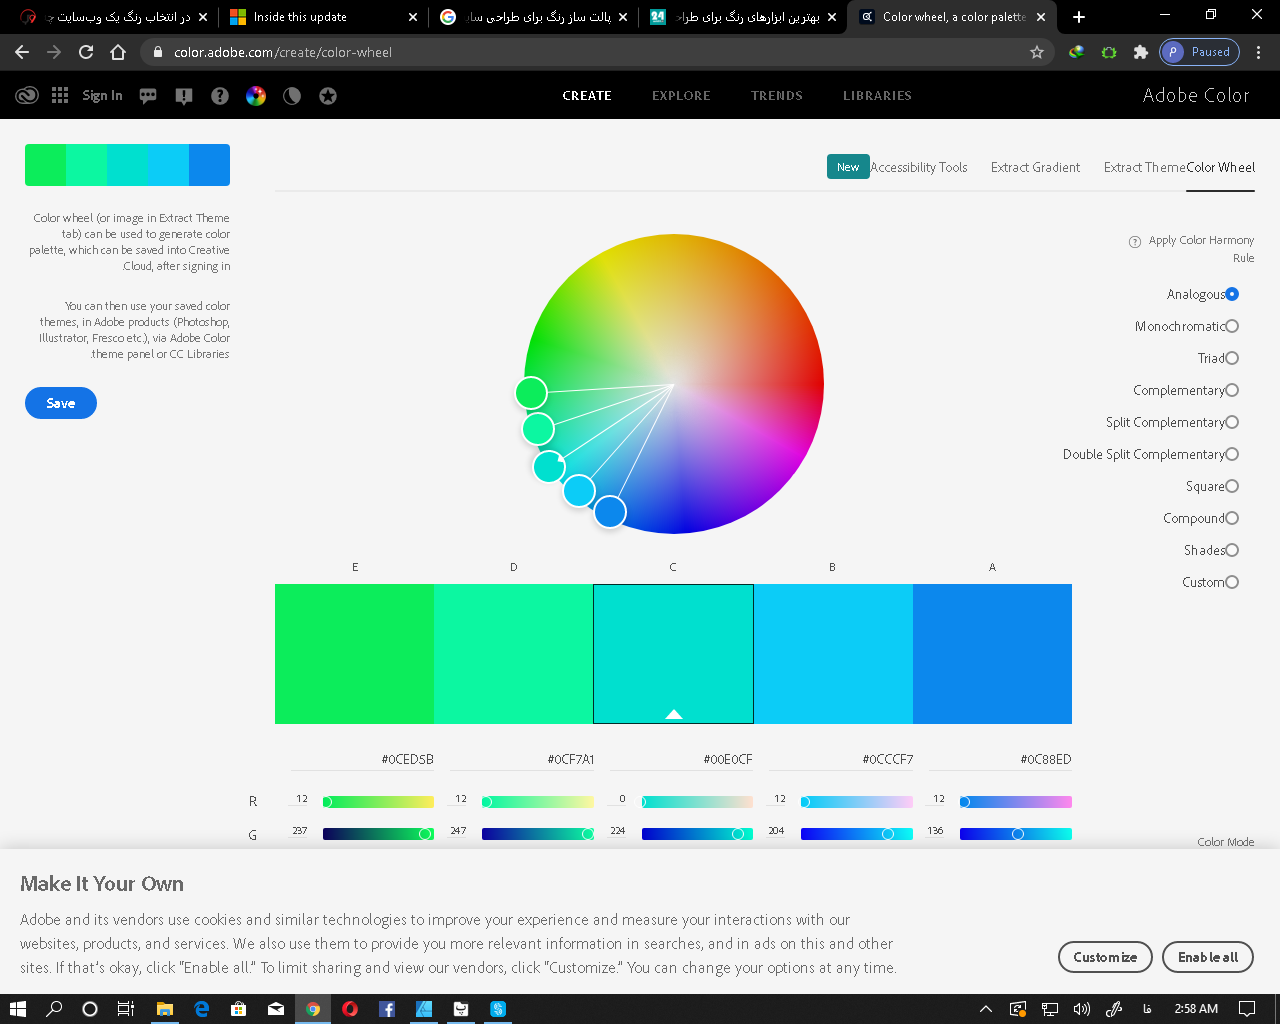 در انتخاب رنگ یک وب‌سایت
Inside this update
پالت ساز رنگ برای طراحی
بهترین ابزارهای رنگ برای
Color wheel, a color palette
color.adobe.com/create/color-wheel
Paused
Sign In
CREATE
EXPLORE
TRENDS
LIBRARIES
Adobe Color
New
Accessibility Tools
Extract Gradient
Extract Theme
Color Wheel
Color wheel (or image in Extract Theme
tab) can be used to generate color
palette, which can be saved into Creative
.Cloud, after signing in
You can then use your saved color
themes, in Adobe products (Photoshop,
Illustrator, Fresco etc.), via Adobe Color
.theme panel or CC Libraries
Save
Apply Color Harmony
Rule
Analogous
Monochromatic
Triad
Complementary
Split Complementary
Double Split Complementary
Square
Compound
Shades
Custom
E D C B A
#0CED5B #0CF7A1 #00E0CF #0CCCF7 #0C88ED
R 12 12 0 12 12
G 237 247 224 204 136
Color Mode
Make It Your Own
Adobe and its vendors use cookies and similar technologies to improve your experience and measure your interactions with our
websites, products, and services. We also use them to provide you more relevant information in searches, and in ads on this and other
sites. If that's okay, click "Enable all." To limit sharing and view our vendors, click "Customize." You can change your options at any time.
Customize
Enable all
فا
2:58 AM